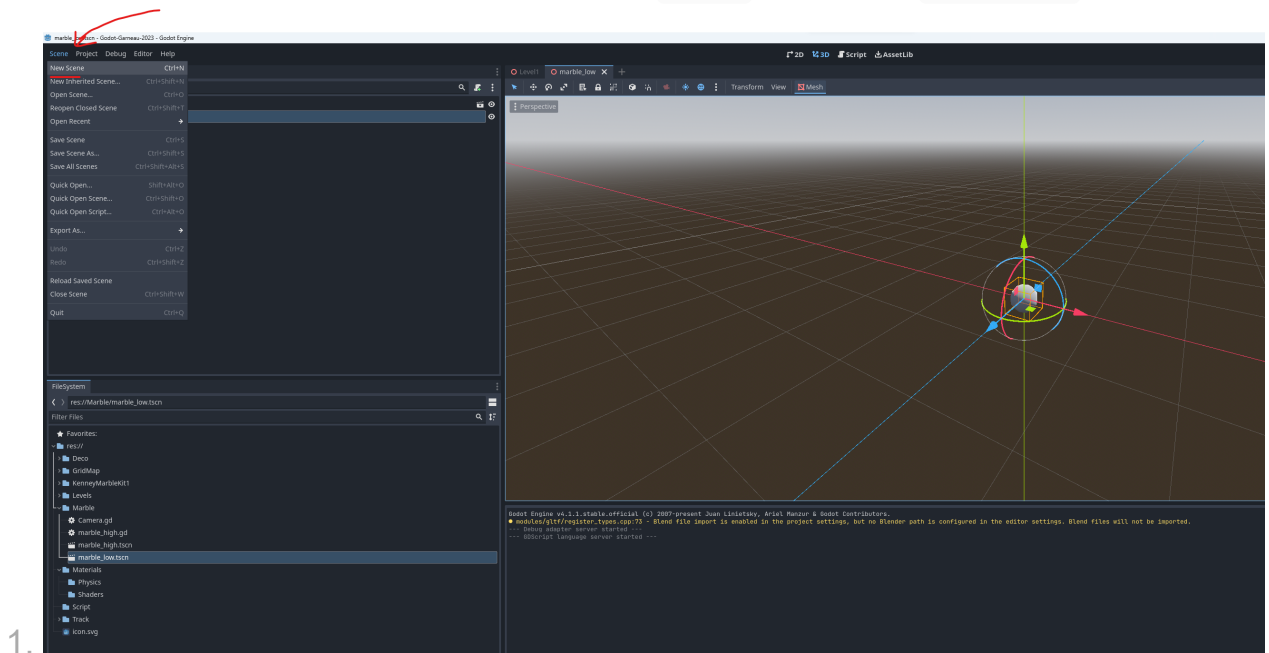 marble_low.tscn - Godot-Gameau-2023 - Godot Engine
Scene Project Debug Editor Help
2D 3D Script AssetLib
New Scene Ctrl+N
New Inherited Scene... Ctrl+Shift+N
Open Scene... Ctrl+O
Reopen Closed Scene Ctrl+Shift+T
Open Recent
Save Scene Ctrl+S
Save Scene As... Ctrl+Shift+S
Save All Scenes Ctrl+Shift+Alt+S
Quick Open... Shift+Alt+O
Quick Open Scene... Ctrl+Shift+O
Quick Open Script... Ctrl+Alt+O
Export As...
Undo Ctrl+Z
Redo Ctrl+Shift+Z
Reload Saved Scene
Close Scene Ctrl+Shift+W
Quit Ctrl+Q
Level1 marble_low
Transform View Mesh
Perspective
FileSystem
res://Marble/marble_low.tscn
Filter Files
Favorites:
res://
Deco
GridMap
KenneyMarbleKit1
Levels
Marble
Camera.gd
marble_high.gd
marble_high.tscn
marble_low.tscn
Materials
Physics
Shaders
Script
Track
icon.svg
Godot Engine v4.1.1.stable.official (c) 2007-present Juan Linietsky, Ariel Manzur & Godot Contributors.
modules/gltf/register_types.cpp:73 - Blend file import is enabled in the project settings, but no Blender path is configured in the editor settings. Blend files will not be imported.
--- Debug adapter server started ---
--- GDScript language server started ---
1.